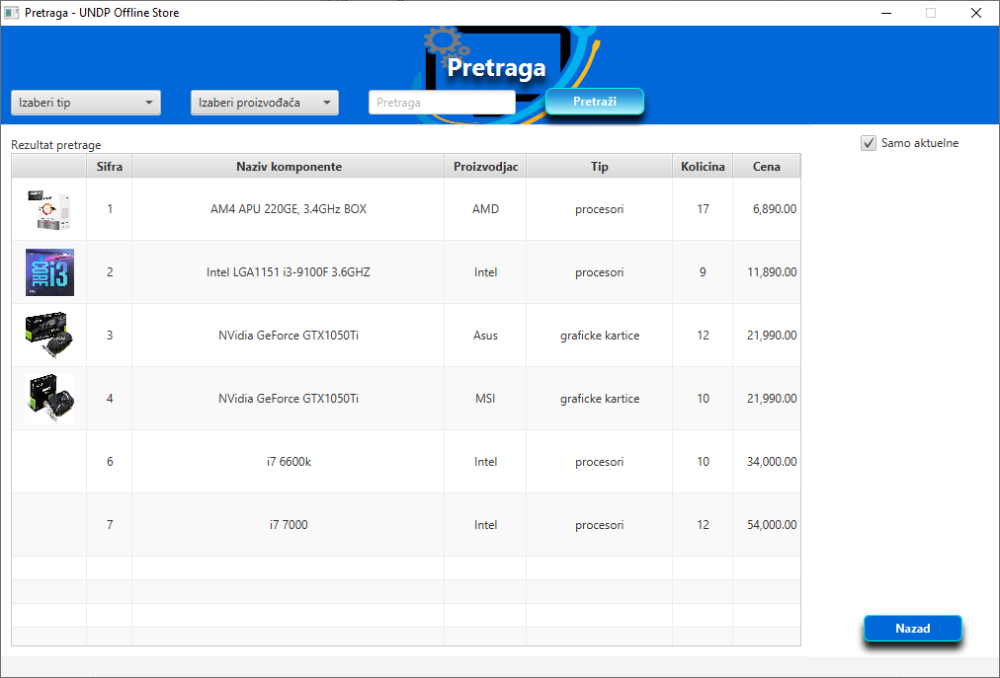 Pretraga - UNDP Offline Store
Pretraga
Izaberi tip Izaberi proizvođača Pretraga Pretraži
Rezultat pretrage
Samo aktuelne
Sifra Naziv komponente Proizvodjac Tip Kolicina Cena
1 AM4 APU 220GE, 3.4GHz BOX AMD procesori 17 6,890.00
2 Intel LGA1151 i3-9100F 3.6GHZ Intel procesori 9 11,890.00
CORE i3
3 NVidia GeForce GTX1050Ti Asus graficke kartice 12 21,990.00
4 NVidia GeForce GTX1050Ti MSI graficke kartice 10 21,990.00
6 i7 6600k Intel procesori 10 34,000.00
7 i7 7000 Intel procesori 12 54,000.00
Nazad